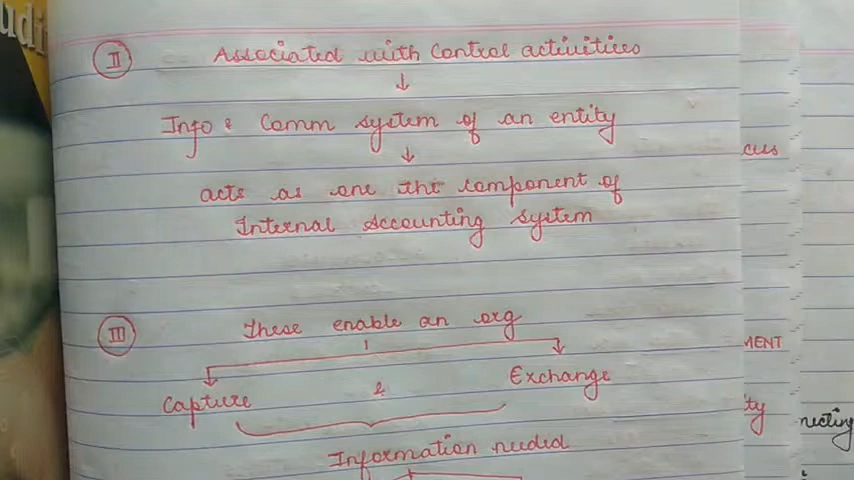 udi
II Associated with Control activities
Info & Comm system of an entity
acts as one the component of
Internal Accounting system
III These enable an org
Capture & Exchange
Information needed
cus
MENT
ty
necting